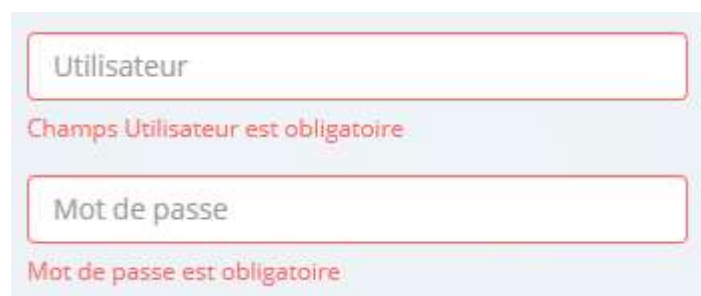 Utilisateur
Champs Utilisateur est obligatoire
Mot de passe
Mot de passe est obligatoire